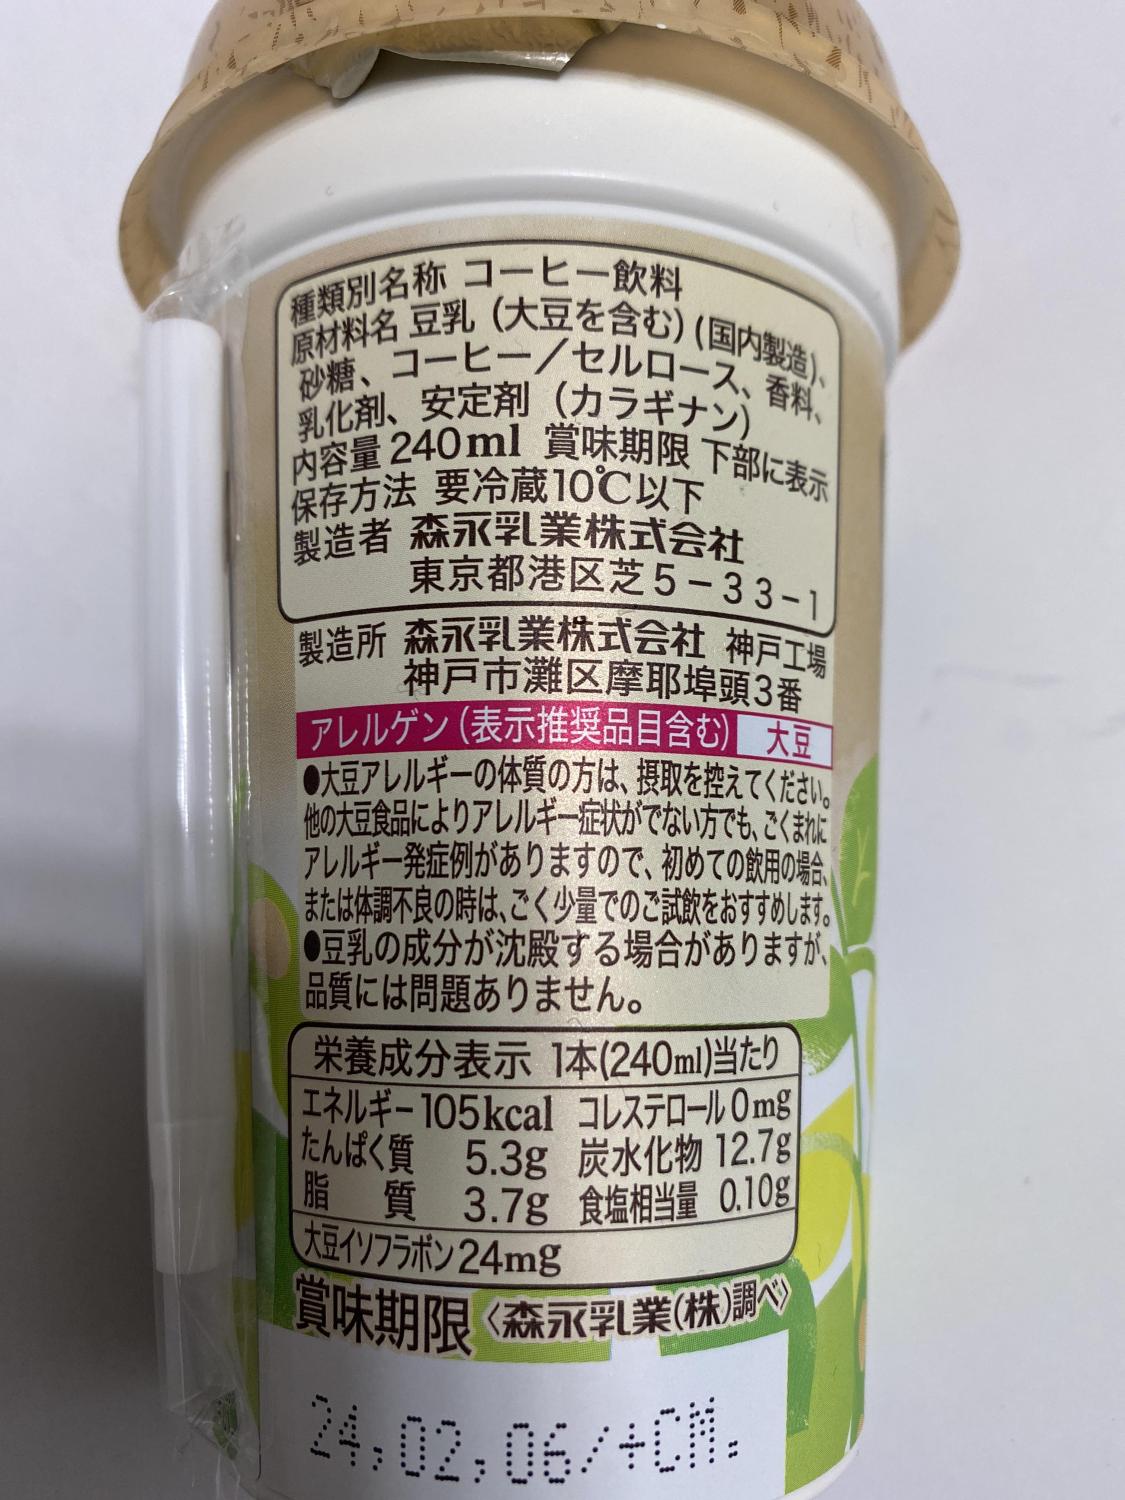 種類別名称 コーヒー飲料
原材料名 豆乳（大豆を含む）(国内製造)、
砂糖、コーヒー／セルロース、香料、
乳化剤、安定剤（カラギナン）
内容量 240ml 賞味期限 下部に表示
保存方法 要冷蔵10℃以下
製造者 森永乳業株式会社
東京都港区芝5－33－1
製造所 森永乳業株式会社 神戸工場
神戸市灘区摩耶埠頭3番
アレルゲン（表示推奨品目含む） 大豆
●大豆アレルギーの体質の方は、摂取を控えてください。
他の大豆食品によりアレルギー症状がでない方でも、ごくまれに
アレルギー発症例がありますので、初めての飲用の場合、
または体調不良の時は、ごく少量でのご試飲をおすすめします。
●豆乳の成分が沈殿する場合がありますが、
品質には問題ありません。
栄養成分表示 1本(240ml)当たり
エネルギー 105kcal コレステロール 0mg
たんぱく質 5.3g 炭水化物 12.7g
脂質 3.7g 食塩相当量 0.10g
大豆イソフラボン 24mg
賞味期限〈森永乳業(株)調べ〉
24,02,06/+CM.